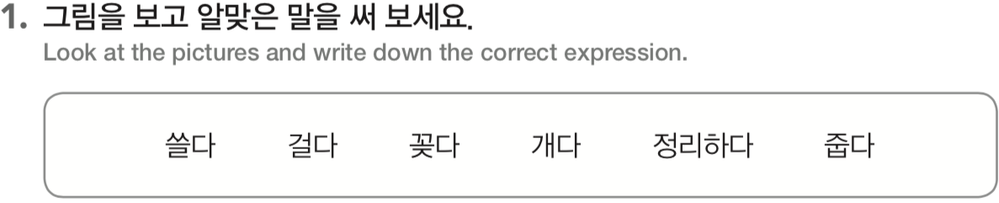 1. 그림을 보고 알맞은 말을 써 보세요.
Look at the pictures and write down the correct expression.
쓸다 걸다 꽂다 개다 정리하다 줍다